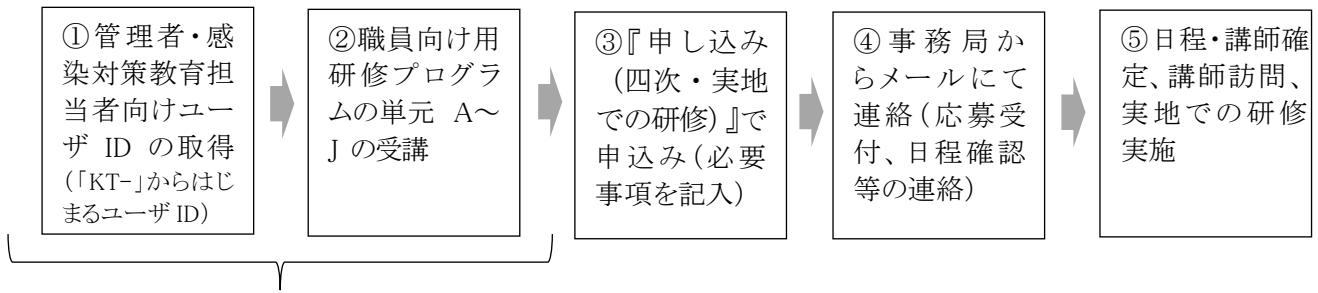 ①管理者・感
染対策教育担
当者向けユー
ザ ID の取得
（「KT-」からはじ
まるユーザ ID）
②職員向け用
研修プログラ
ムの単元 A～
J の受講
③『申し込み
（四次・実地
での研修）』で
申込み（必要
事項を記入）
④事務局か
らメールにて
連絡（応募受
付、日程確認
等の連絡）
⑤日程・講師確
定、講師訪問、
実地での研修
実施